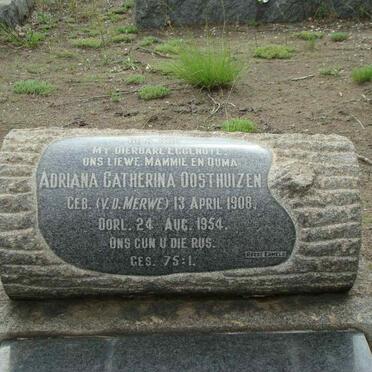 MY DIERBARE EGGENOTE,
ONS LIEWE MAMMIE EN OUMA
ADRIANA CATHERINA OOSTHUIZEN
GEB. (V.D. MERWE) 13 APRIL 1908.
OORL. 24 AUG. 1954.
ONS GUN U DIE RUS.
GES. 75:1.